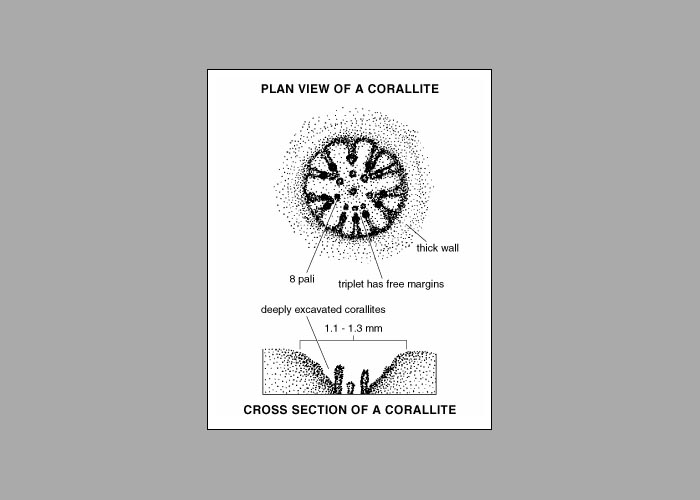 PLAN VIEW OF A CORALLITE
thick wall
8 pali
triplet has free margins
deeply excavated corallites
1.1 - 1.3 mm
CROSS SECTION OF A CORALLITE